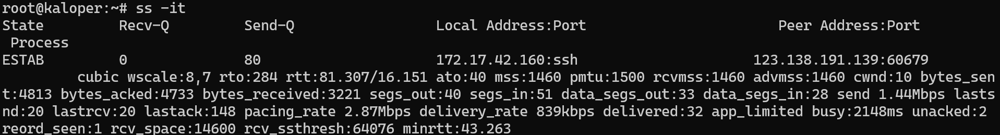 root@kaloper:~# ss -it
State Recv-Q Send-Q Local Address:Port Peer Address:Port
Process
ESTAB 0 80 172.17.42.160:ssh 123.138.191.139:60679
cubic wscale:8,7 rto:284 rtt:81.307/16.151 ato:40 mss:1460 pmtu:1500 rcvmss:1460 advmss:1460 cwnd:10 bytes_sen
t:4813 bytes_acked:4733 bytes_received:3221 segs_out:40 segs_in:51 data_segs_out:33 data_segs_in:28 send 1.44Mbps lasts
nd:20 lastrcv:20 lastack:148 pacing_rate 2.87Mbps delivery_rate 839kbps delivered:32 app_limited busy:2148ms unacked:2
reord_seen:1 rcv_space:14600 rcv_ssthresh:64076 minrtt:43.263